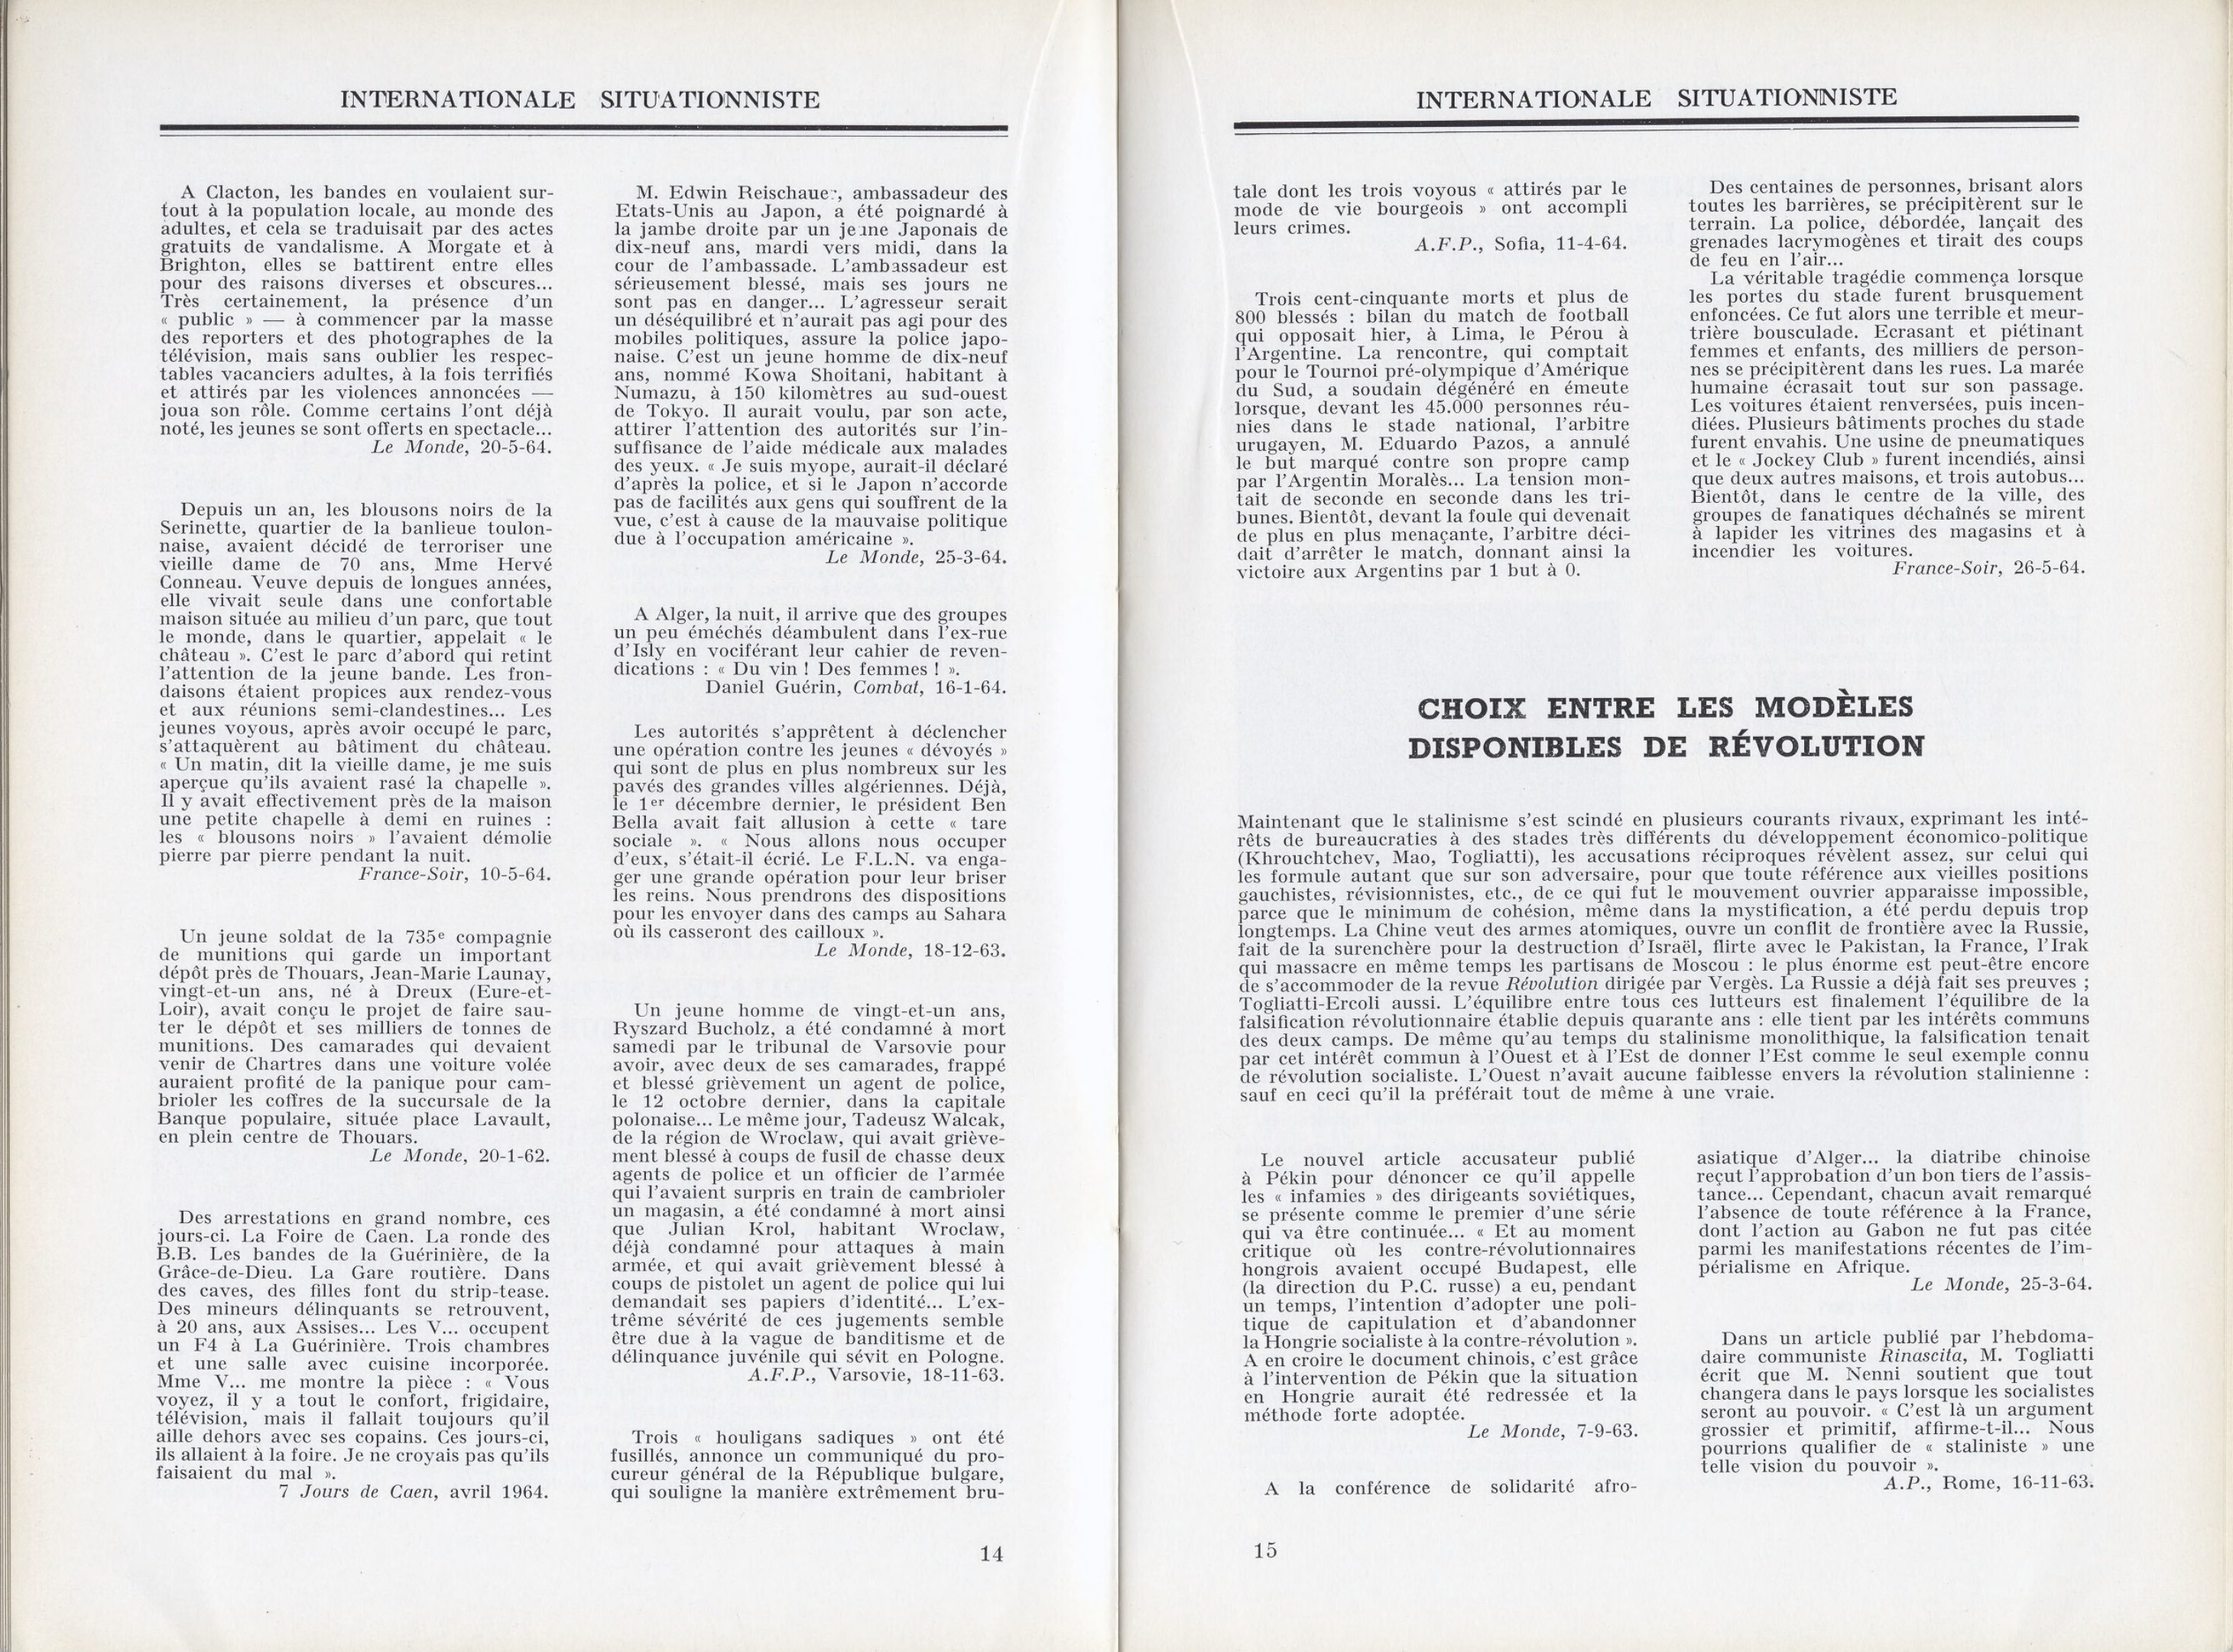 INTERNATIONALE SITUATIONNISTE
A Clacton, les bandes en voulaient sur-
tout à la population locale, au monde des
adultes, et cela se traduisait par des actes
gratuits de vandalisme. A Morgate et à
Brighton, elles se battirent entre elles
pour des raisons diverses et obscures...
Très certainement, la présence d'un
« public » — à commencer par la masse
des reporters et des photographes de la
télévision, mais sans oublier les respec-
tables vacanciers adultes, à la fois terrifiés
et attirés par les violences annoncées —
joua son rôle. Comme certains l'ont déjà
noté, les jeunes se sont offerts en spectacle...
Le Monde, 20-5-64.
Depuis un an, les blousons noirs de la
Serinette, quartier de la banlieue toulon-
naise, avaient décidé de terroriser une
vieille dame de 70 ans, Mme Hervé
Conneau. Veuve depuis de longues années,
elle vivait seule dans une confortable
maison située au milieu d'un parc, que tout
le monde, dans le quartier, appelait « le
château ». C'est le parc d'abord qui retint
l'attention de la jeune bande. Les fron-
daisons étaient propices aux rendez-vous
et aux réunions semi-clandestines... Les
jeunes voyous, après avoir occupé le parc,
s'attaquèrent au bâtiment du château.
« Un matin, dit la vieille dame, je me suis
aperçue qu'ils avaient rasé la chapelle ».
Il y avait effectivement près de la maison
une petite chapelle à demi en ruines :
les « blousons noirs » l'avaient démolie
pierre par pierre pendant la nuit.
France-Soir, 10-5-64.
Un jeune soldat de la 735e compagnie
de munitions qui garde un important
dépôt près de Thouars, Jean-Marie Launay,
vingt-et-un ans, né à Dreux (Eure-et-
Loir), avait conçu le projet de faire sau-
ter le dépôt et ses milliers de tonnes de
munitions. Des camarades qui devaient
venir de Chartres dans une voiture volée
auraient profité de la panique pour cam-
brioler les coffres de la succursale de la
Banque populaire, située place Lavault,
en plein centre de Thouars.
Le Monde, 20-1-62.
Des arrestations en grand nombre, ces
jours-ci. La Foire de Caen. La ronde des
B.B. Les bandes de la Guérinière, de la
Grâce-de-Dieu. La Gare routière. Dans
des caves, des filles font du strip-tease.
Des mineurs délinquants se retrouvent,
à 20 ans, aux Assises... Les V... occupent
un F4 à La Guérinière. Trois chambres
et une salle avec cuisine incorporée.
Mme V... me montre la pièce : « Vous
voyez, il y a tout le confort, frigidaire,
télévision, mais il fallait toujours qu'il
aille dehors avec ses copains. Ces jours-ci,
ils allaient à la foire. Je ne croyais pas qu'ils
faisaient du mal ».
7 Jours de Caen, avril 1964.
M. Edwin Reischauer, ambassadeur des
Etats-Unis au Japon, a été poignardé à
la jambe droite par un jeune Japonais de
dix-neuf ans, mardi vers midi, dans la
cour de l'ambassade. L'ambassadeur est
sérieusement blessé, mais ses jours ne
sont pas en danger... L'agresseur serait
un déséquilibré et n'aurait pas agi pour des
mobiles politiques, assure la police japo-
naise. C'est un jeune homme de dix-neuf
ans, nommé Kowa Shoitani, habitant à
Numazu, à 150 kilomètres au sud-ouest
de Tokyo. Il aurait voulu, par son acte,
attirer l'attention des autorités sur l'in-
suffisance de l'aide médicale aux malades
des yeux. « Je suis myope, aurait-il déclaré
d'après la police, et si le Japon n'accorde
pas de facilités aux gens qui souffrent de la
vue, c'est à cause de la mauvaise politique
due à l'occupation américaine ».
Le Monde, 25-3-64.
A Alger, la nuit, il arrive que des groupes
un peu éméchés déambulent dans l'ex-rue
d'Isly en vociférant leur cahier de reven-
dications : « Du vin ! Des femmes ! ».
Daniel Guérin, Combat, 16-1-64.
Les autorités s'apprêtent à déclencher
une opération contre les jeunes « dévoyés »
qui sont de plus en plus nombreux sur les
pavés des grandes villes algériennes. Déjà,
le 1er décembre dernier, le président Ben
Bella avait fait allusion à cette « tare
sociale ». « Nous allons nous occuper
d'eux, s'était-il écrié. Le F.L.N. va enga-
ger une grande opération pour leur briser
les reins. Nous prendrons des dispositions
pour les envoyer dans des camps au Sahara
où ils casseront des cailloux ».
Le Monde, 18-12-63.
Un jeune homme de vingt-et-un ans,
Ryszard Bucholz, a été condamné à mort
samedi par le tribunal de Varsovie pour
avoir, avec deux de ses camarades, frappé
et blessé grièvement un agent de police,
le 12 octobre dernier, dans la capitale
polonaise... Le même jour, Tadeusz Walcak,
de la région de Wroclaw, qui avait griève-
ment blessé à coups de fusil de chasse deux
agents de police et un officier de l'armée
qui l'avaient surpris en train de cambrioler
un magasin, a été condamné à mort ainsi
que Julian Krol, habitant Wroclaw,
déjà condamné pour attaques à main
armée, et qui avait grièvement blessé à
coups de pistolet un agent de police qui lui
demandait ses papiers d'identité... L'ex-
trême sévérité de ces jugements semble
être due à la vague de banditisme et de
délinquance juvénile qui sévit en Pologne.
A.F.P., Varsovie, 18-11-63.
Trois « houligans sadiques » ont été
fusillés, annonce un communiqué du pro-
cureur général de la République bulgare,
qui souligne la manière extrêmement bru-
14
INTERNATIONALE SITUATIONNISTE
tale dont les trois voyous « attirés par le
mode de vie bourgeois » ont accompli
leurs crimes.
A.F.P., Sofia, 11-4-64.
Trois cent-cinquante morts et plus de
800 blessés : bilan du match de football
qui opposait hier, à Lima, le Pérou à
l'Argentine. La rencontre, qui comptait
pour le Tournoi pré-olympique d'Amérique
du Sud, a soudain dégénéré en émeute
lorsque, devant les 45.000 personnes réu-
nies dans le stade national, l'arbitre
urugayen, M. Eduardo Pazos, a annulé
le but marqué contre son propre camp
par l'Argentin Moralès... La tension mon-
tait de seconde en seconde dans les tri-
bunes. Bientôt, devant la foule qui devenait
de plus en plus menaçante, l'arbitre déci-
dait d'arrêter le match, donnant ainsi la
victoire aux Argentins par 1 but à 0.
Des centaines de personnes, brisant alors
toutes les barrières, se précipitèrent sur le
terrain. La police, débordée, lançait des
grenades lacrymogènes et tirait des coups
de feu en l'air...
La véritable tragédie commença lorsque
les portes du stade furent brusquement
enfoncées. Ce fut alors une terrible et meur-
trière bousculade. Ecrasant et piétinant
femmes et enfants, des milliers de person-
nes se précipitèrent dans les rues. La marée
humaine écrasait tout sur son passage.
Les voitures étaient renversées, puis incen-
diées. Plusieurs bâtiments proches du stade
furent envahis. Une usine de pneumatiques
et le « Jockey Club » furent incendiés, ainsi
que deux autres maisons, et trois autobus...
Bientôt, dans le centre de la ville, des
groupes de fanatiques déchaînés se mirent
à lapider les vitrines des magasins et à
incendier les voitures.
France-Soir, 26-5-64.
CHOIX ENTRE LES MODÈLES
DISPONIBLES DE RÉVOLUTION
Maintenant que le stalinisme s'est scindé en plusieurs courants rivaux, exprimant les inté-
rêts de bureaucraties à des stades très différents du développement économico-politique
(Khrouchtchev, Mao, Togliatti), les accusations réciproques révèlent assez, sur celui qui
les formule autant que sur son adversaire, pour que toute référence aux vieilles positions
gauchistes, révisionnistes, etc., de ce qui fut le mouvement ouvrier apparaisse impossible,
parce que le minimum de cohésion, même dans la mystification, a été perdu depuis trop
longtemps. La Chine veut des armes atomiques, ouvre un conflit de frontière avec la Russie,
fait de la surenchère pour la destruction d'Israël, flirte avec le Pakistan, la France, l'Irak
qui massacre en même temps les partisans de Moscou : le plus énorme est peut-être encore
de s'accommoder de la revue Révolution dirigée par Vergès. La Russie a déjà fait ses preuves ;
Togliatti-Ercoli aussi. L'équilibre entre tous ces lutteurs est finalement l'équilibre de la
falsification révolutionnaire établie depuis quarante ans : elle tient par les intérêts communs
des deux camps. De même qu'au temps du stalinisme monolithique, la falsification tenait
par cet intérêt commun à l'Ouest et à l'Est de donner l'Est comme le seul exemple connu
de révolution socialiste. L'Ouest n'avait aucune faiblesse envers la révolution stalinienne :
sauf en ceci qu'il la préférait tout de même à une vraie.
Le nouvel article accusateur publié
à Pékin pour dénoncer ce qu'il appelle
les « infamies » des dirigeants soviétiques,
se présente comme le premier d'une série
qui va être continuée... « Et au moment
critique où les contre-révolutionnaires
hongrois avaient occupé Budapest, elle
(la direction du P.C. russe) a eu, pendant
un temps, l'intention d'adopter une poli-
tique de capitulation et d'abandonner
la Hongrie socialiste à la contre-révolution ».
A en croire le document chinois, c'est grâce
à l'intervention de Pékin que la situation
en Hongrie aurait été redressée et la
méthode forte adoptée.
Le Monde, 7-9-63.
A la conférence de solidarité afro-
asiatique d'Alger... la diatribe chinoise
reçut l'approbation d'un bon tiers de l'assis-
tance... Cependant, chacun avait remarqué
l'absence de toute référence à la France,
dont l'action au Gabon ne fut pas citée
parmi les manifestations récentes de l'im-
périalisme en Afrique.
Le Monde, 25-3-64.
Dans un article publié par l'hebdoma-
daire communiste Rinascita, M. Togliatti
écrit que M. Nenni soutient que tout
changera dans le pays lorsque les socialistes
seront au pouvoir. « C'est là un argument
grossier et primitif, affirme-t-il... Nous
pourrions qualifier de « staliniste » une
telle vision du pouvoir ».
A.P., Rome, 16-11-63.
15